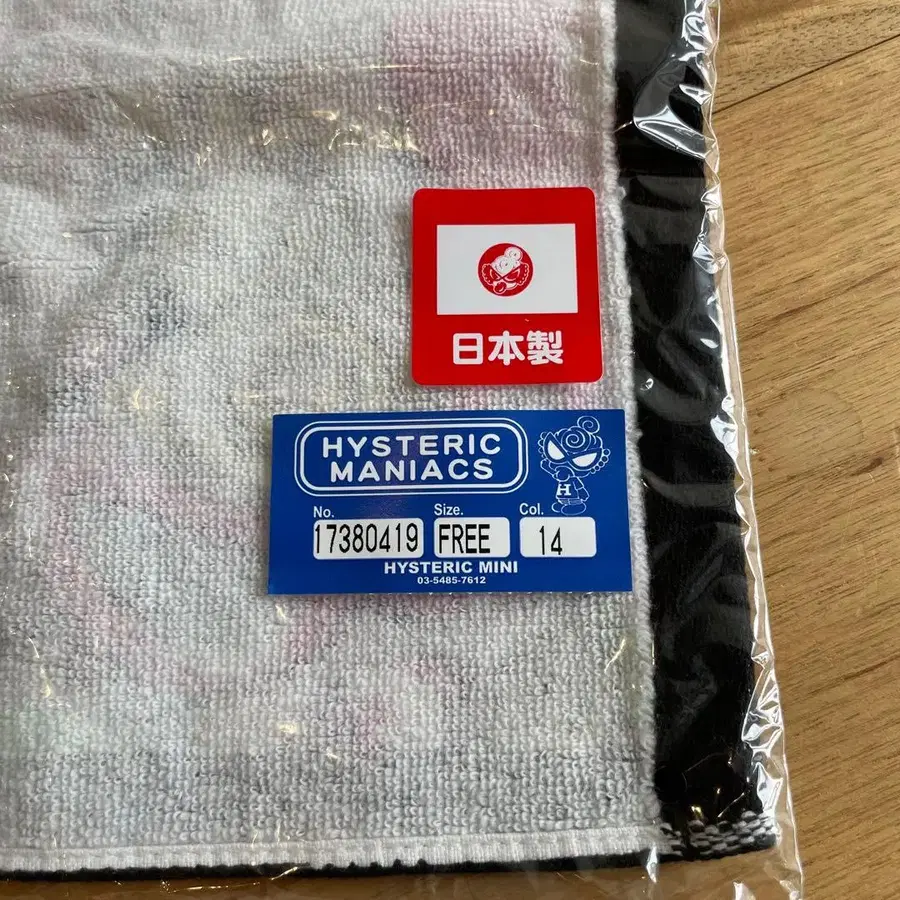 日本製
HYSTERIC
MANIACS
No. Size. Col.
17380419 FREE 14
HYSTERIC MINI
03-5485-7612
H